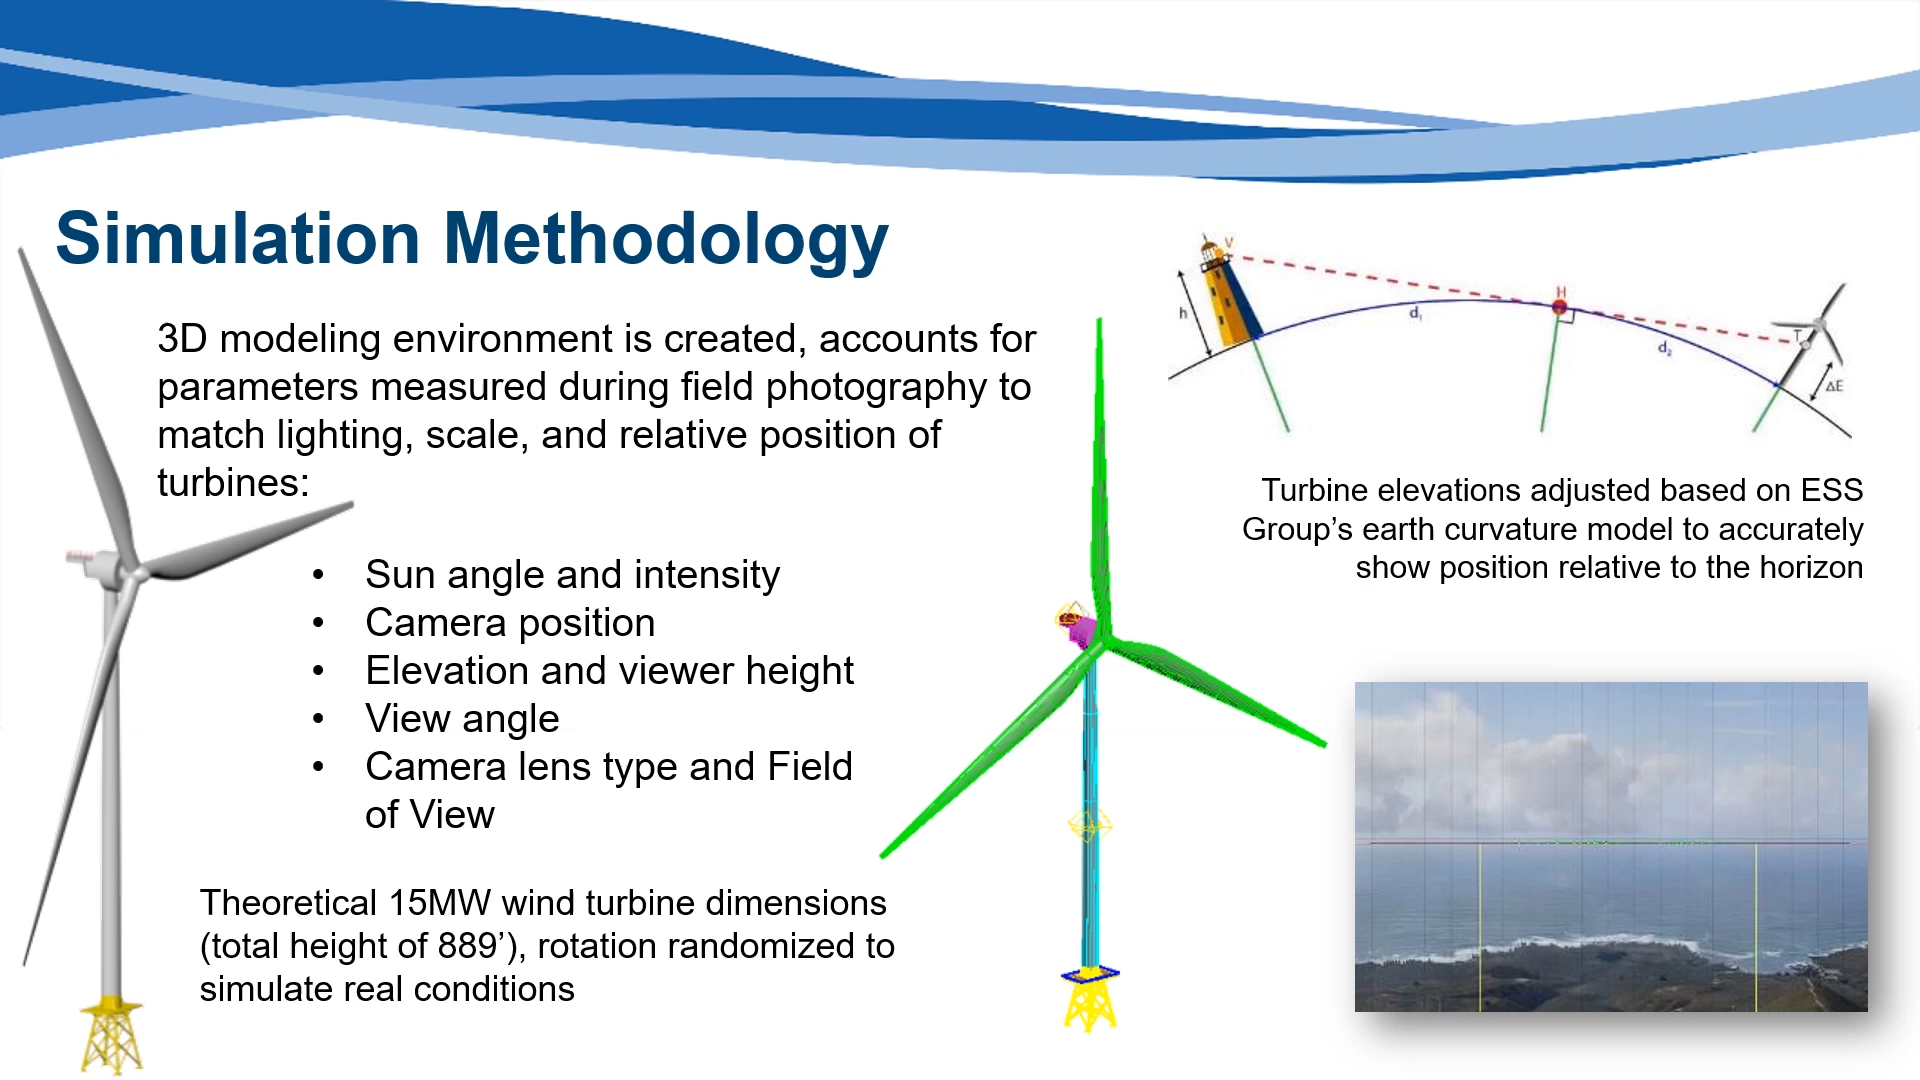 Simulation Methodology
3D modeling environment is created, accounts for
parameters measured during field photography to
match lighting, scale, and relative position of
turbines:
• Sun angle and intensity
• Camera position
• Elevation and viewer height
• View angle
• Camera lens type and Field
of View
Theoretical 15MW wind turbine dimensions
(total height of 889’), rotation randomized to
simulate real conditions
V
h
d₁
H
d₂
T
ΔE
Turbine elevations adjusted based on ESS
Group’s earth curvature model to accurately
show position relative to the horizon